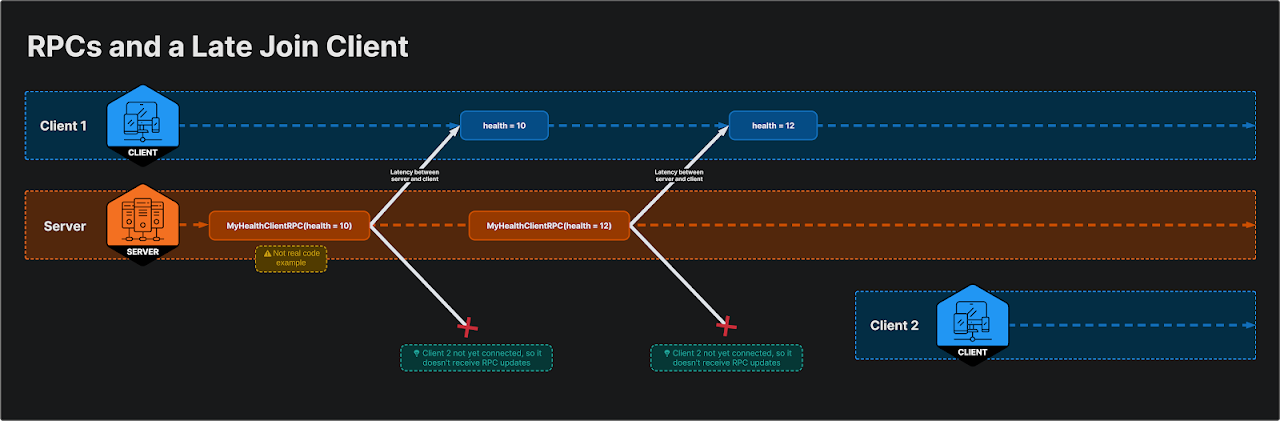 RPCs and a Late Join Client
Client 1
CLIENT
health = 10
health = 12
Latency between
server and client
Latency between
server and client
Server
SERVER
MyHealthClientRPC(health = 10)
MyHealthClientRPC(health = 12)
Not real code
example
Client 2
CLIENT
Client 2 not yet connected, so it
doesn't receive RPC updates
Client 2 not yet connected, so it
doesn't receive RPC updates